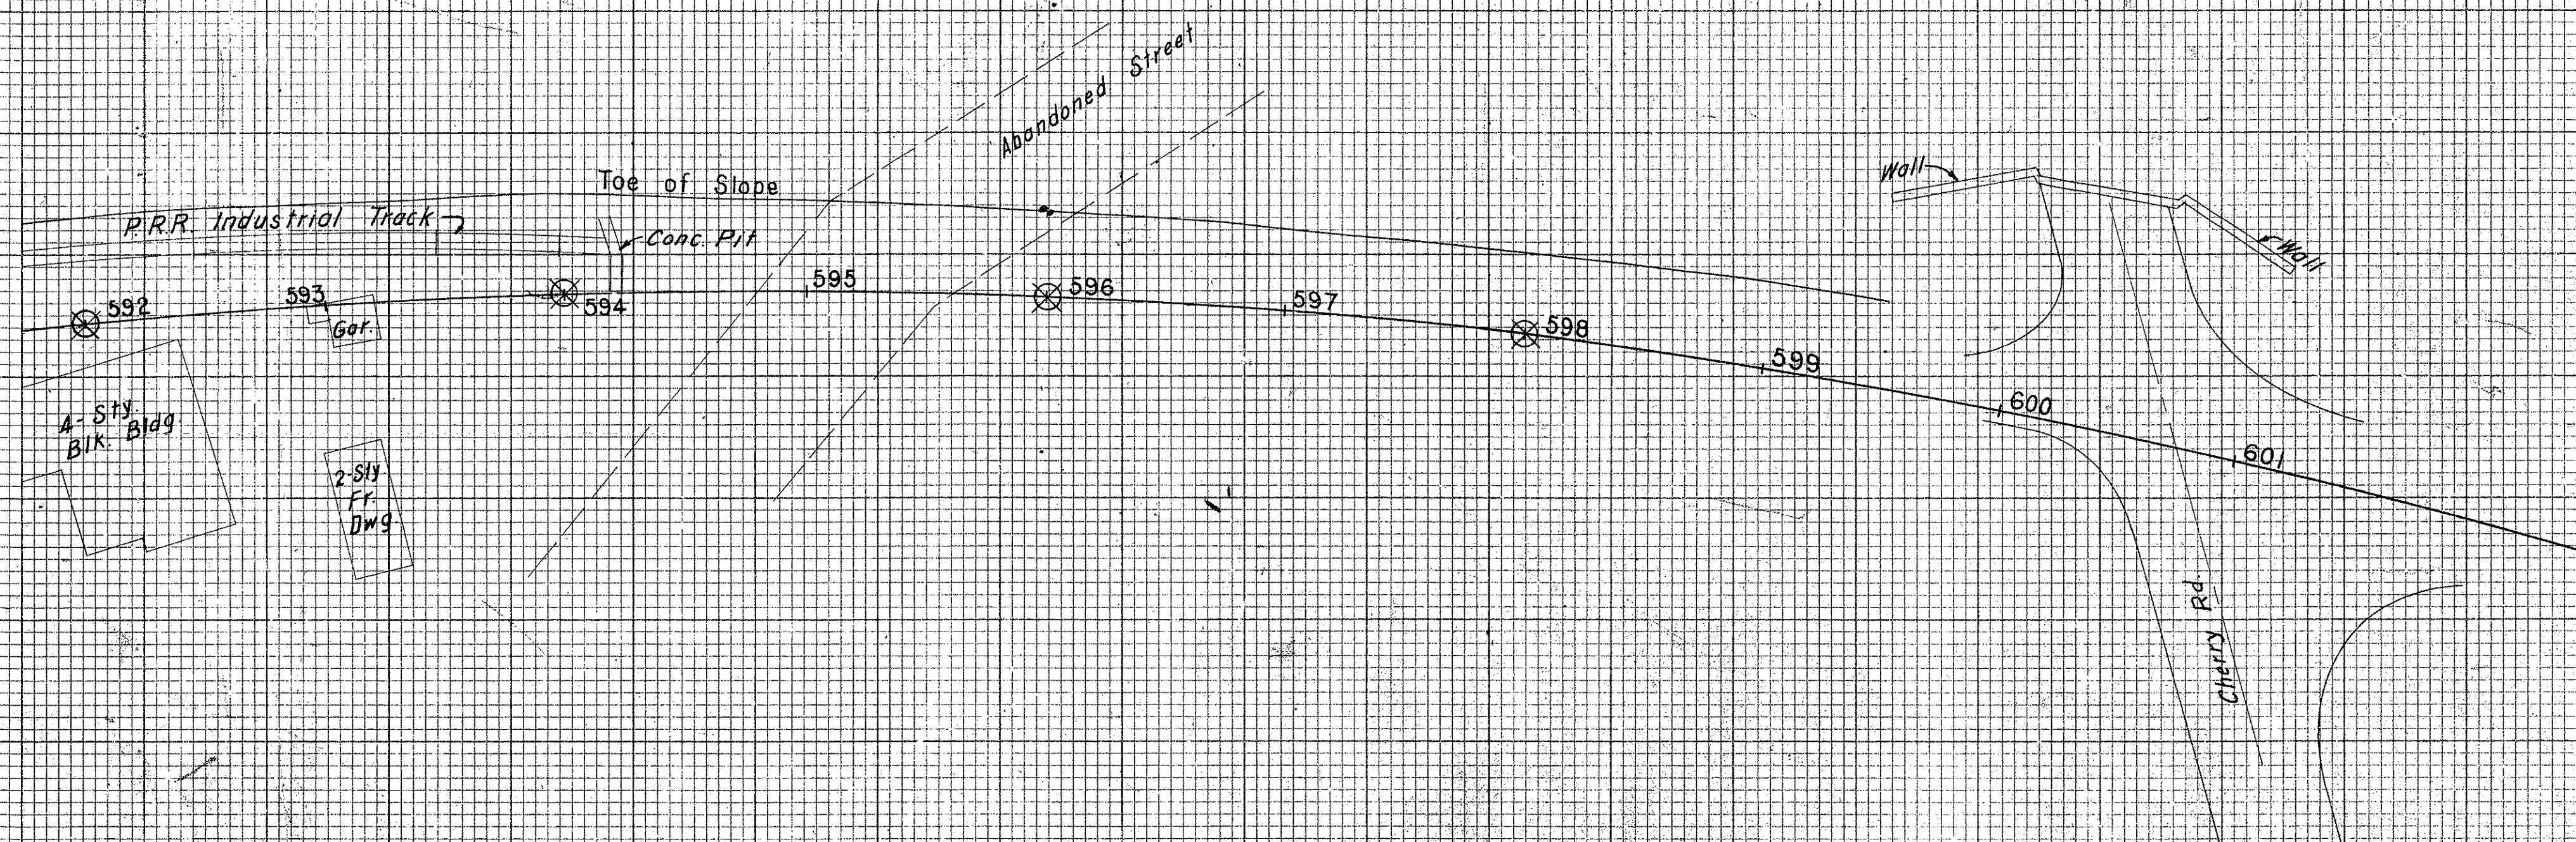 Abandoned Street
Toe of Slope
P.R.R. Industrial Track
Conc. Pit
Wall
Wall
592
593
594
595
596
597
598
599
600
601
Gar.
4-Sty.
Blk. Bldg.
2-Sty
Fr.
Dwg
Cherry Rd.